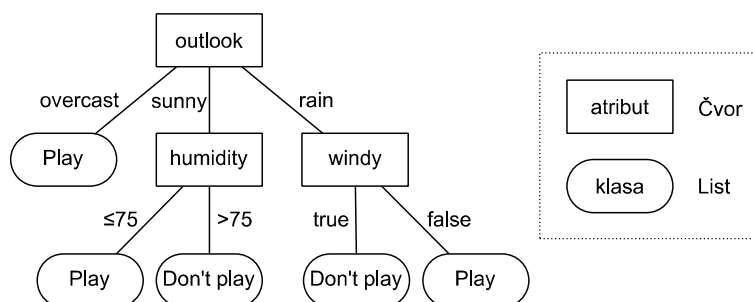 outlook
overcast sunny rain
Play humidity windy
≤75 >75 true false
Play Don't play Don't play Play
atribut Čvor
klasa List